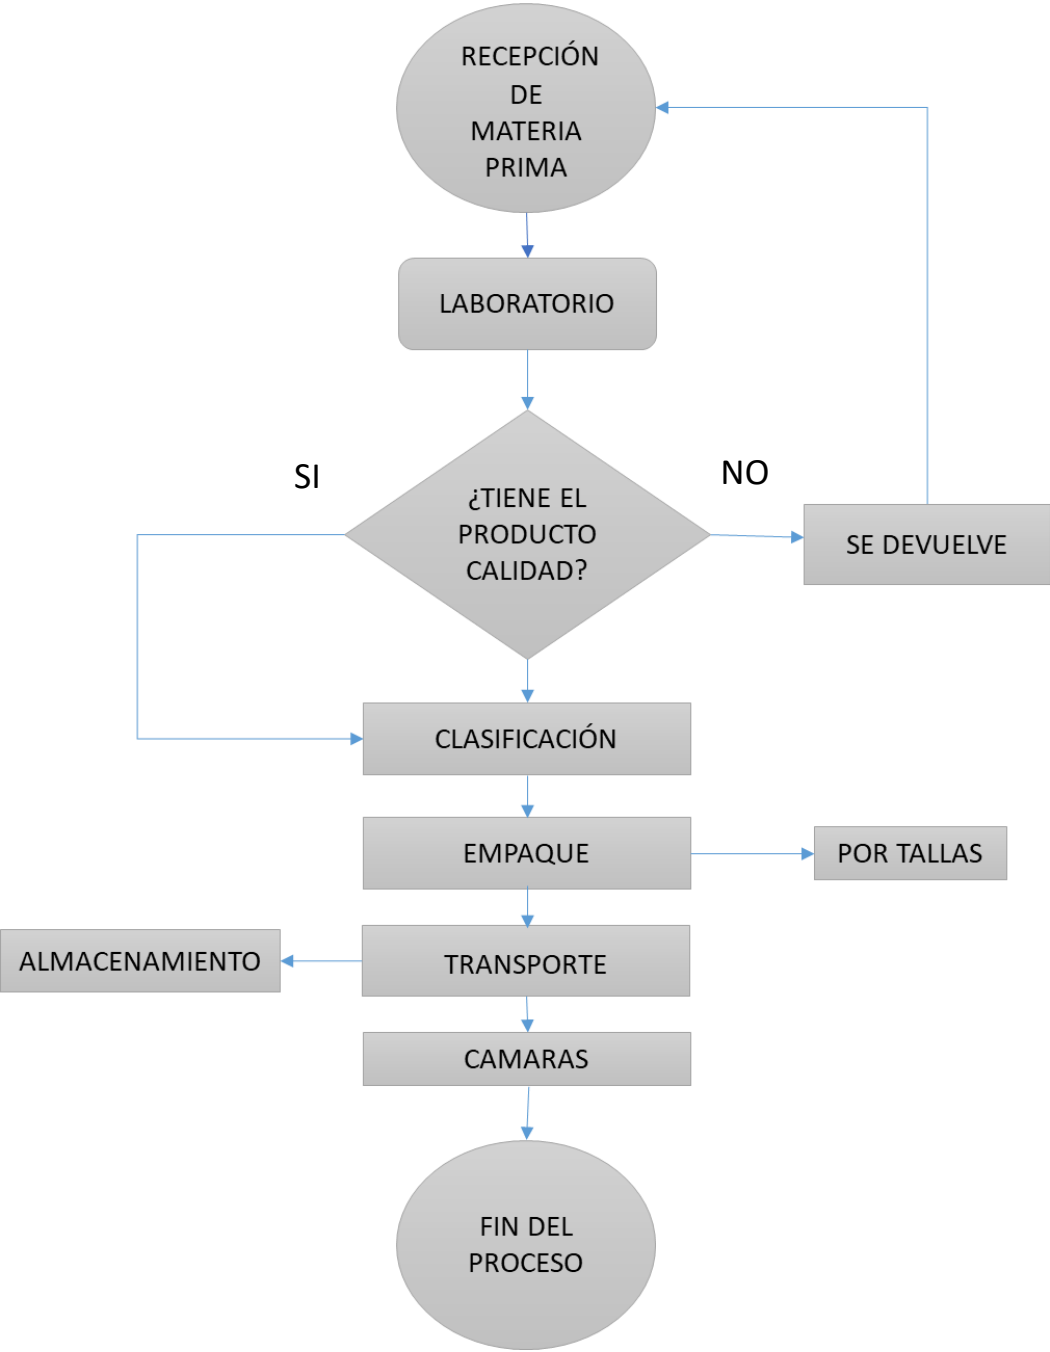 RECEPCIÓN
DE
MATERIA
PRIMA
LABORATORIO
SI
NO
¿TIENE EL
PRODUCTO
CALIDAD?
SE DEVUELVE
CLASIFICACIÓN
EMPAQUE
POR TALLAS
ALMACENAMIENTO
TRANSPORTE
CAMARAS
FIN DEL
PROCESO